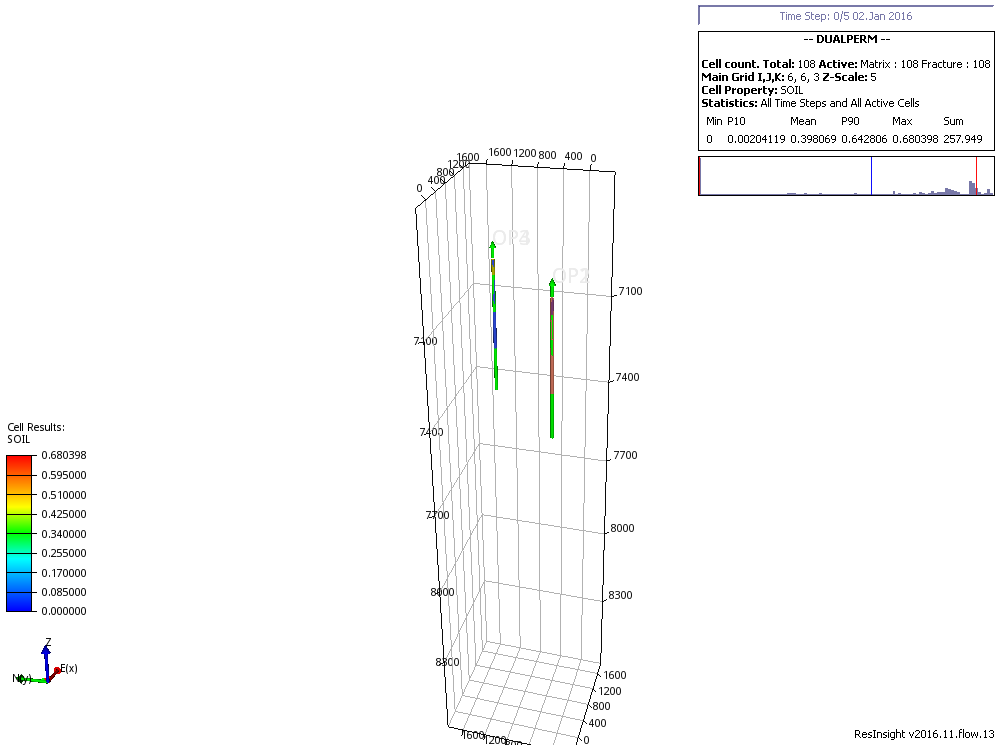 Time Step: 0/5 02.Jan 2016
-- DUALPERM --
Cell count. Total: 108 Active: Matrix : 108 Fracture : 108
Main Grid I,J,K: 6, 6, 3 Z-Scale: 5
Cell Property: SOIL
Statistics: All Time Steps and All Active Cells
Min P10 Mean P90 Max Sum
0 0.00204119 0.398069 0.642806 0.680398 257.949
1600 1200 800 400 0
1600
1200
800
400
0
7100
7400
7700
8000
8300
7100
7400
7700
8000
8300
1600
1200
800
400
0
1600
1200
Cell Results:
SOIL
0.680398
0.595000
0.510000
0.425000
0.340000
0.255000
0.170000
0.085000
0.000000
Z
E(x)
N(y)
ResInsight v2016.11.flow.13